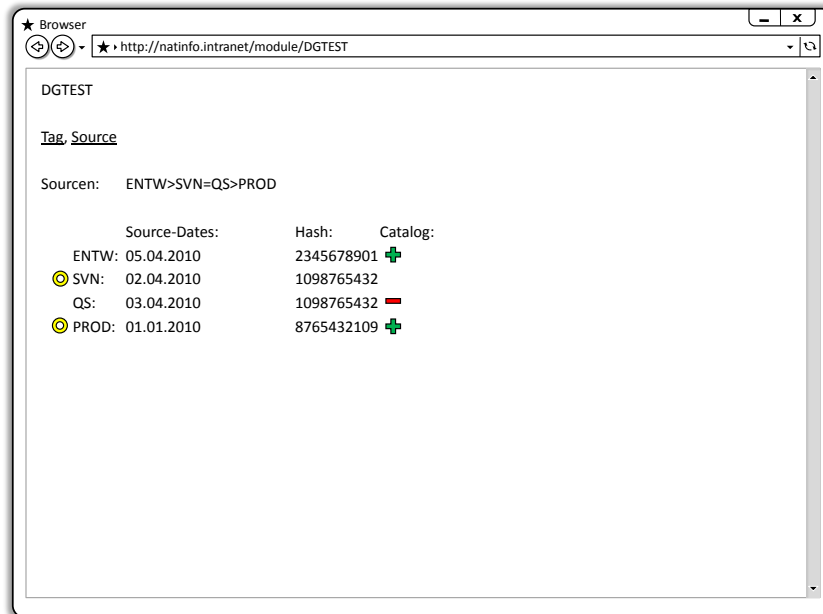 Browser
http://natinfo.intranet/module/DGTEST
DGTEST
Tag, Source
Sourcen: ENTW>SVN=QS>PROD
Source-Dates: Hash: Catalog:
ENTW: 05.04.2010 2345678901
SVN: 02.04.2010 1098765432
QS: 03.04.2010 1098765432
PROD: 01.01.2010 8765432109